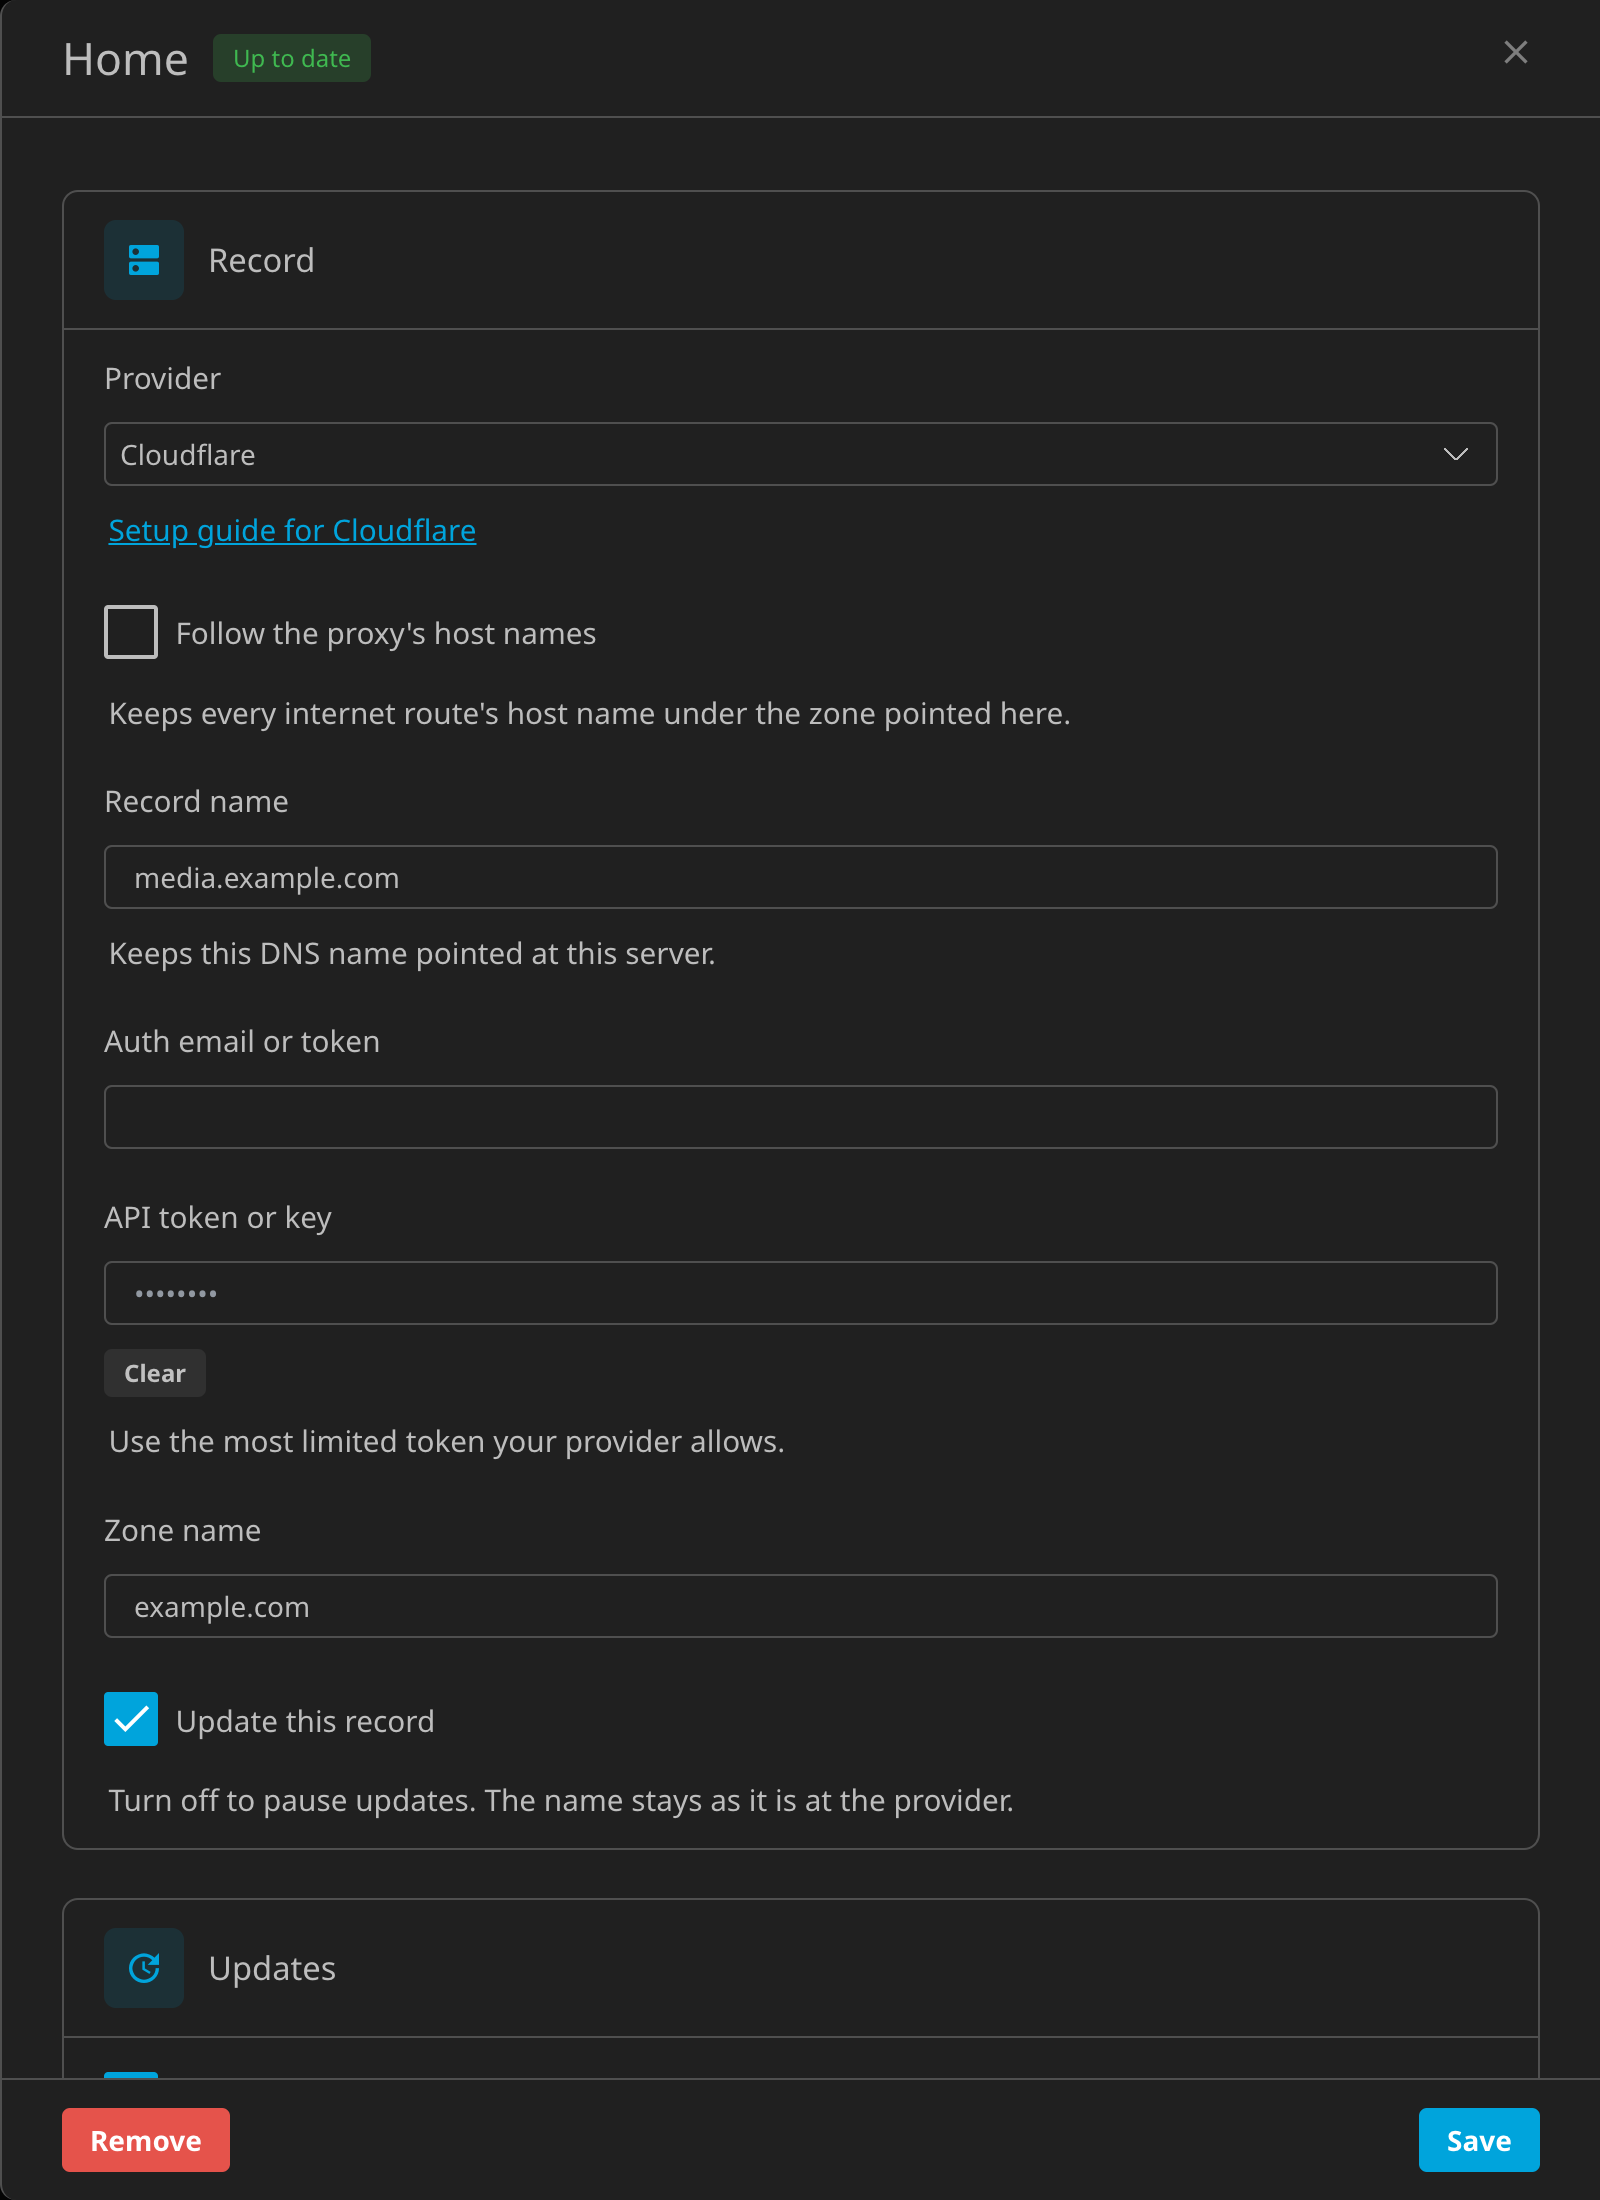 Home
Up to date
Record
Provider
Cloudflare
Setup guide for Cloudflare
Follow the proxy's host names
Keeps every internet route's host name under the zone pointed here.
Record name
media.example.com
Keeps this DNS name pointed at this server.
Auth email or token
API token or key
••••••••
Clear
Use the most limited token your provider allows.
Zone name
example.com
Update this record
Turn off to pause updates. The name stays as it is at the provider.
Updates
Remove
Save